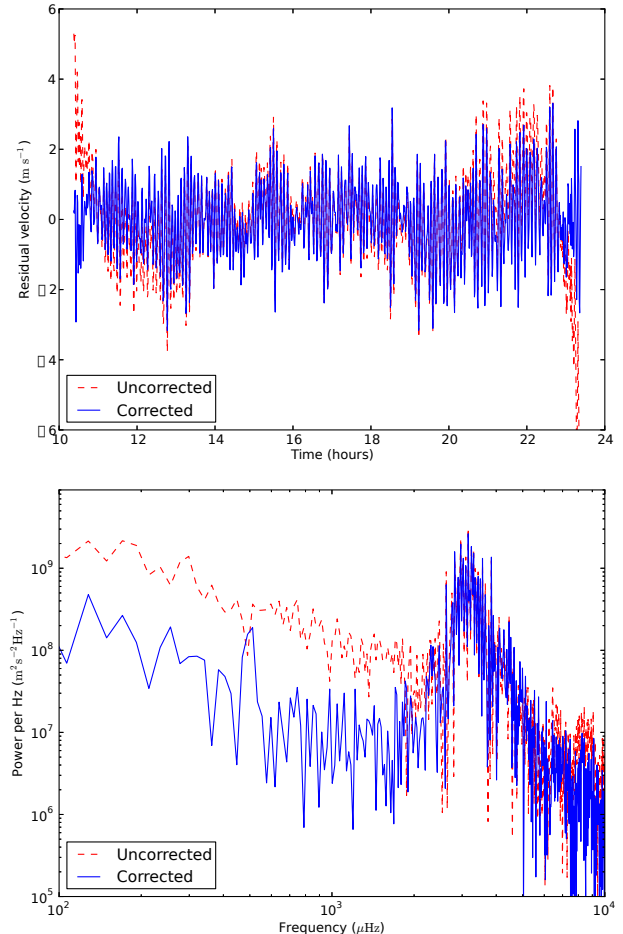 6
4
2
0
▯2
▯4
▯6
Residual velocity (m s⁻¹)
Uncorrected
Corrected
10 12 14 16 18 20 22 24
Time (hours)
10⁹
10⁸
10⁷
10⁶
10⁵
Power per Hz (m²s⁻²Hz⁻¹)
Uncorrected
Corrected
10² 10³ 10⁴
Frequency (μHz)